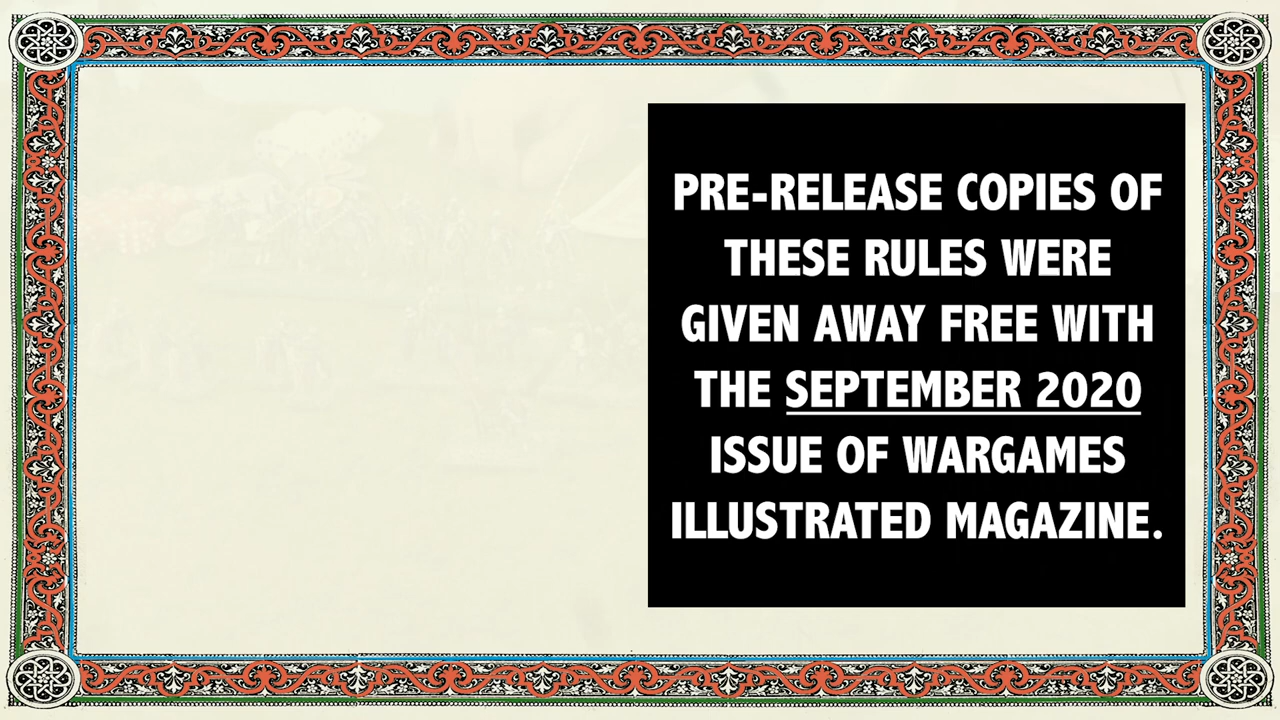 PRE-RELEASE COPIES OF
THESE RULES WERE
GIVEN AWAY FREE WITH
THE SEPTEMBER 2020
ISSUE OF WARGAMES
ILLUSTRATED MAGAZINE.